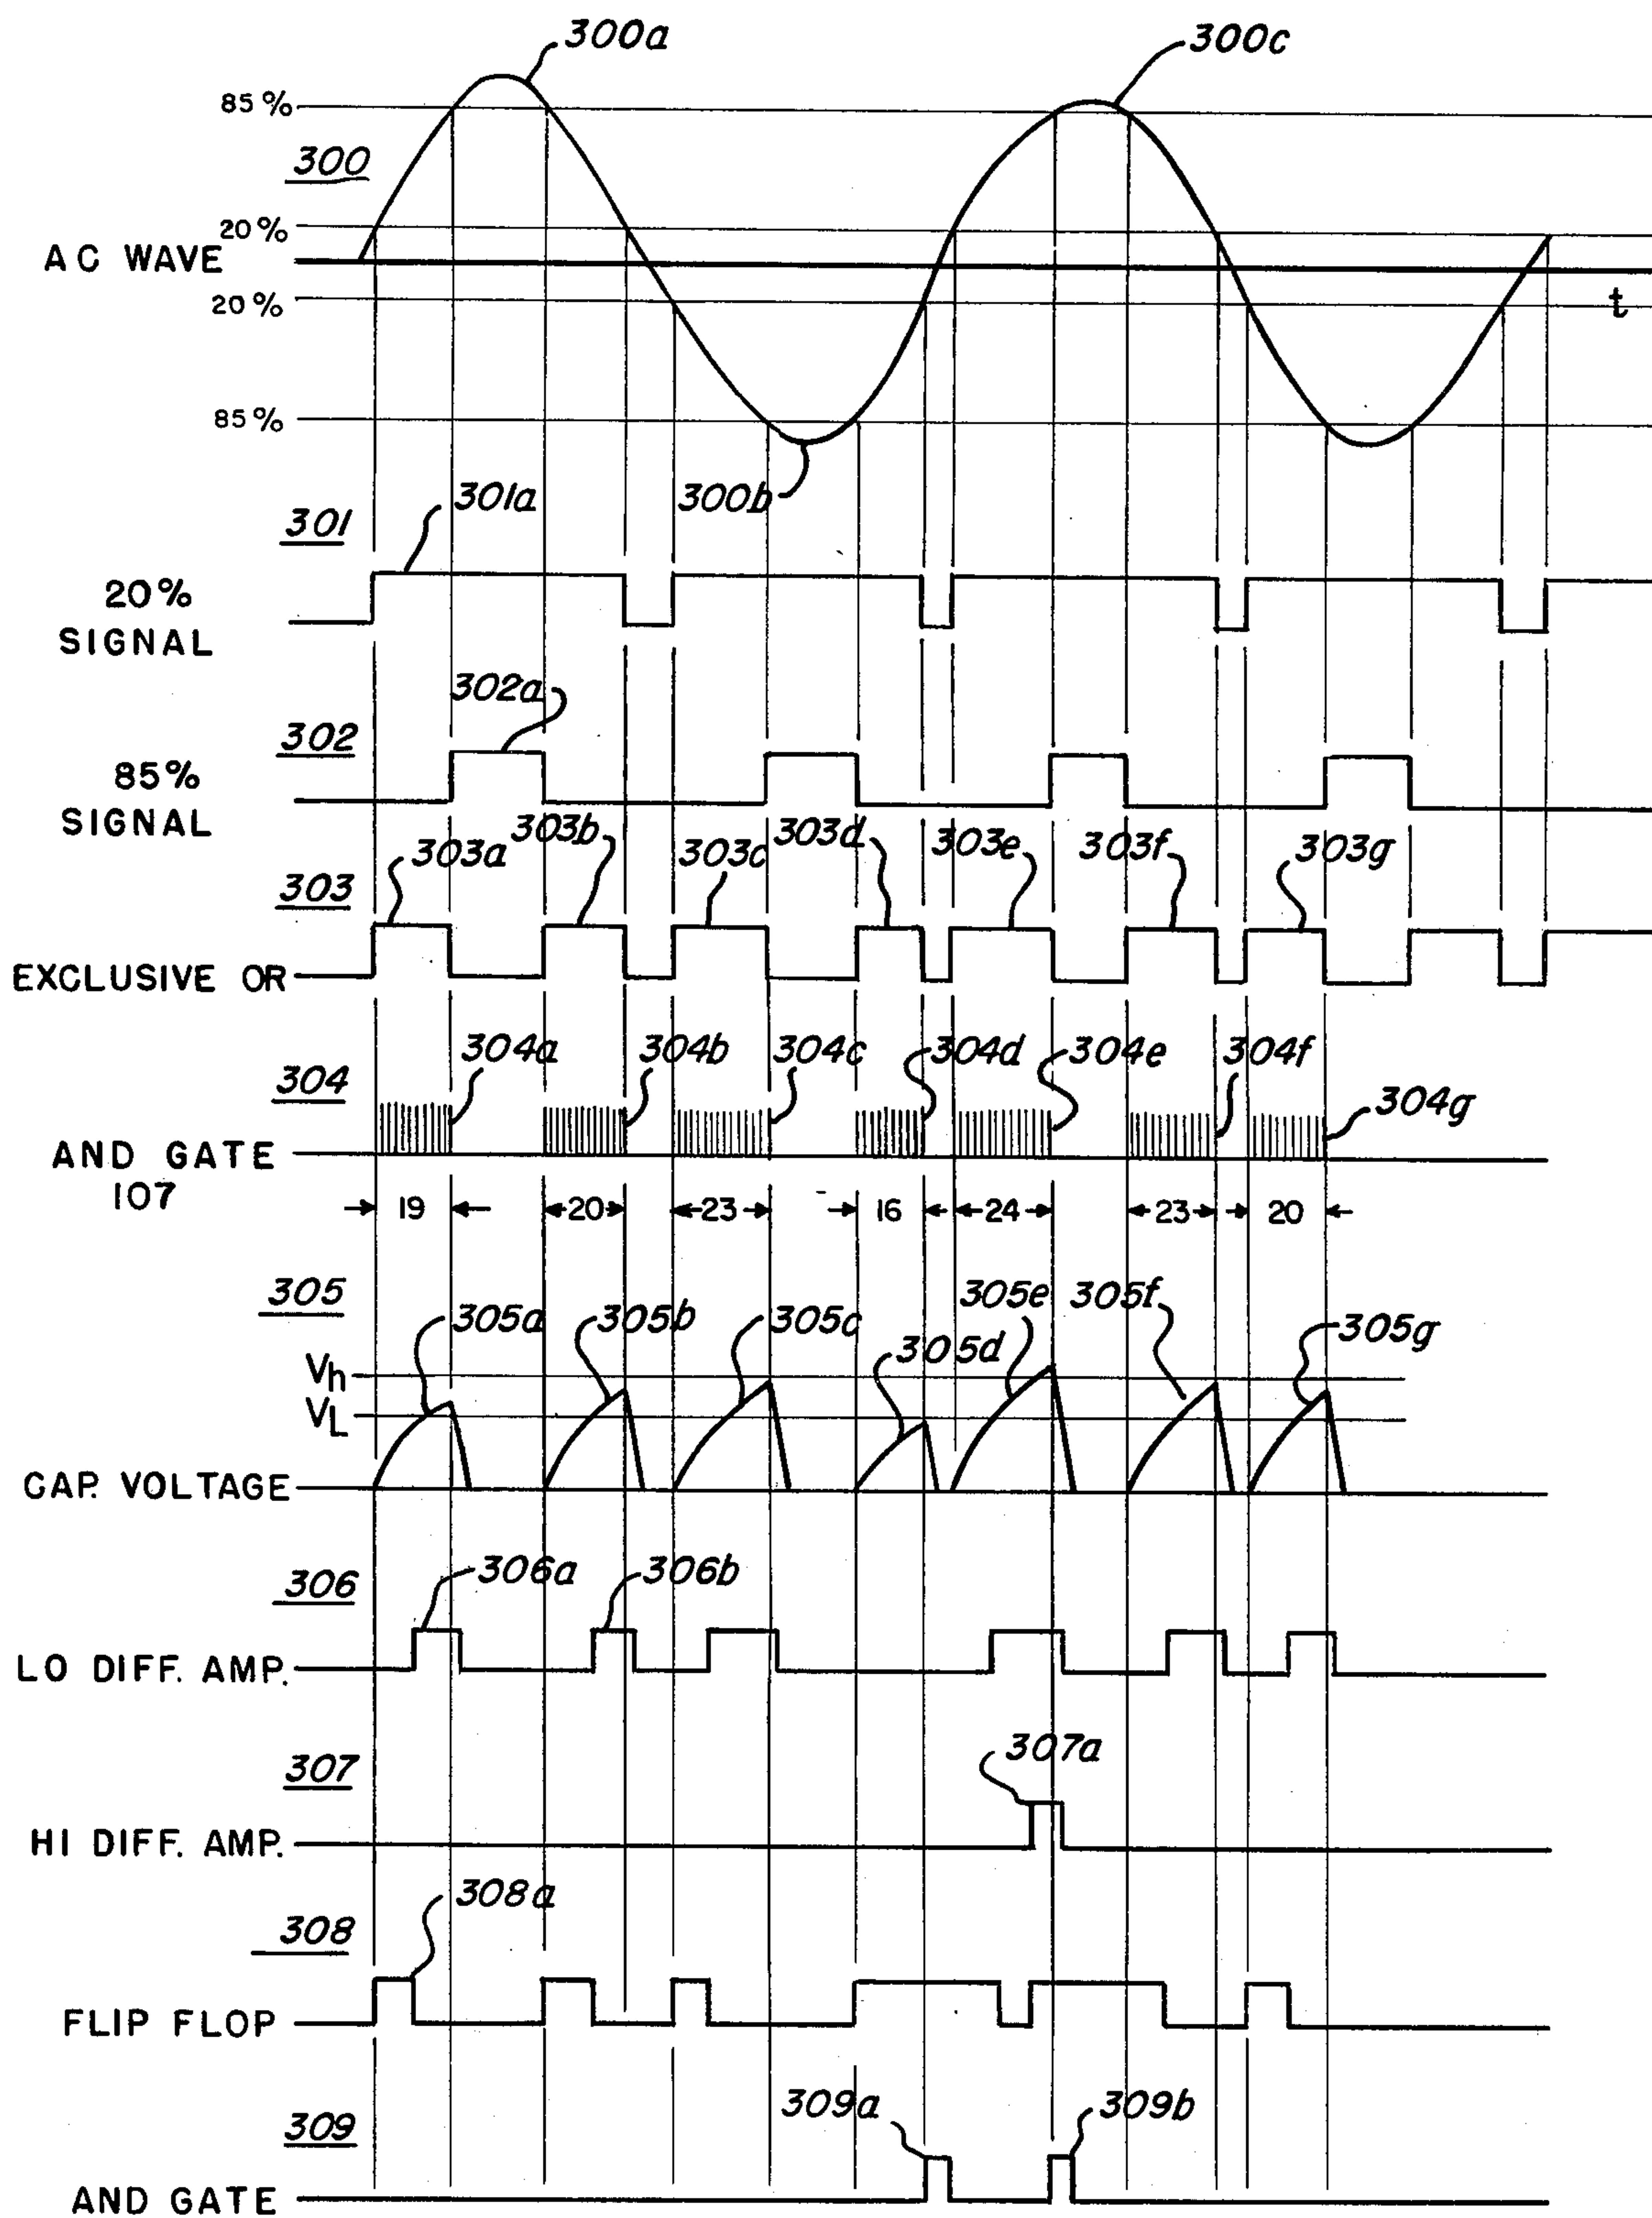 300a
300c
85%
300
20%
AC WAVE
20%
t
85%
300b
301a
301
20%
SIGNAL
302a
302
85%
SIGNAL
303a
303b
303c
303d
303e
303f
303g
303
EXCLUSIVE OR
304a
304b
304c
304d
304e
304f
304g
304
AND GATE
107
19
20
23
16
24
23
20
305
305a
305b
305c
305d
305e
305f
305g
Vh
VL
CAP. VOLTAGE
306
306a
306b
LO DIFF. AMP.
307
307a
HI DIFF. AMP.
308a
308
FLIP FLOP
309a
309b
309
AND GATE